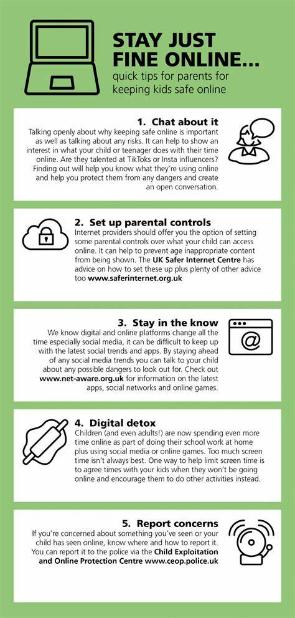 STAY JUST
FINE ONLINE...
quick tips for parents for
keeping kids safe online
1. Chat about it
Talking openly about why keeping safe online is important
as well as talking about any risks. It can help to show an
interest in what your child or teenager does with their time
online. Are they talented at TikToks or Insta influencers?
Finding out will help you know what they're using online
and help you protect them from any dangers and create
an open conversation.
2. Set up parental controls
Internet providers should offer you the option of setting
some parental controls over what your child can access
online. It can help to prevent age inappropriate content
from being shown. The UK Safer Internet Centre has
advice on how to set these up plus plenty of other advice
too www.saferinternet.org.uk
3. Stay in the know
We know digital and online platforms change all the
time especially social media, it can be difficult to keep up
with the latest social trends and apps. By staying ahead
of any social media trends you can talk to your child
about any possible dangers to look out for. Check out
www.net-aware.org.uk for information on the latest
apps, social networks and online games.
@
4. Digital detox
Children (and even adults!) are now spending even more
time online as part of doing their school work at home
plus using social media or online games. Too much screen
time isn't always best. One way to help limit screen time is
to agree times with your kids when they won't be going
online and encourage them to do other activities instead.
5. Report concerns
If you're concerned about something you've seen or your
child has seen online, know where and how to report it.
You can report it to the police via the Child Exploitation
and Online Protection Centre www.ceop.police.uk